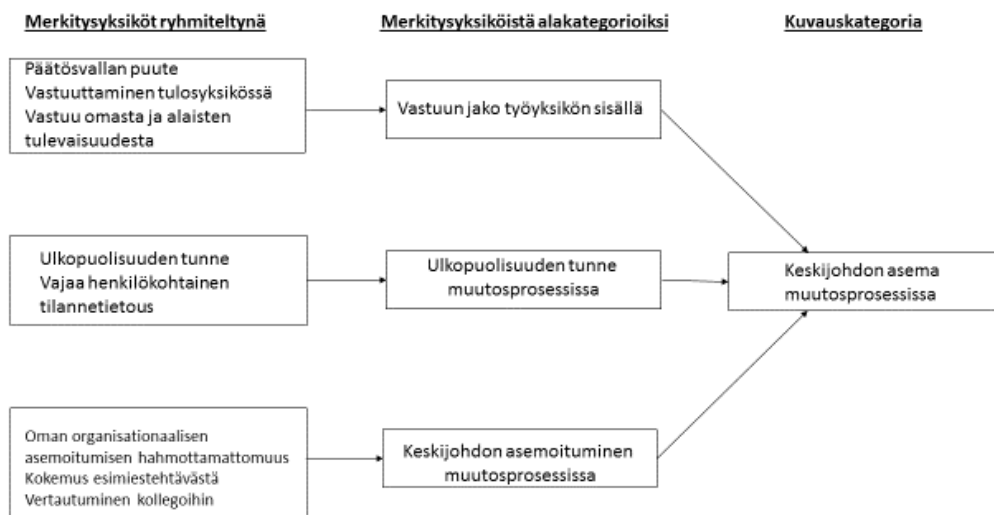 Merkitysyksiköt ryhmiteltynä
Merkitysyksiköistä alakategorioiksi
Kuvauskategoria
Päätösvallan puute
Vastuuttaminen tulosyksikössä
Vastuu omasta ja alaisten
tulevaisuudesta
Vastuun jako työyksikön sisällä
Ulkopuolisuuden tunne
Vajaa henkilökohtainen
tilannetietous
Ulkopuolisuuden tunne
muutosprosessissa
Keskijohdon asema
muutosprosessissa
Oman organisationaalisen
asemoitumisen hahmottamattomuus
Kokemus esimiestehtävästä
Vertautuminen kollegoihin
Keskijohdon asemoituminen
muutosprosessissa